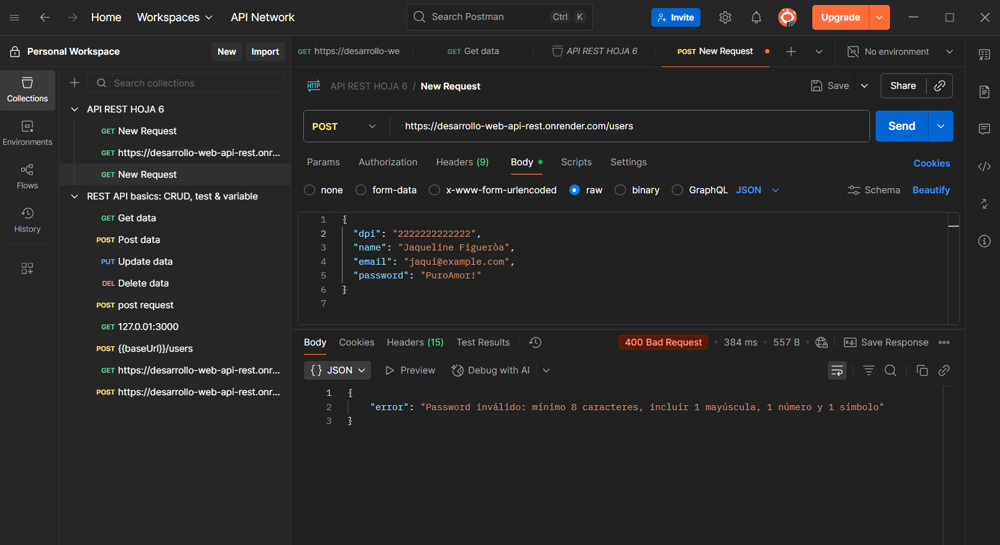 Home Workspaces API Network Search Postman Ctrl K Invite Upgrade
Personal Workspace New Import
GET https://desarrollo-we GET Get data API REST HOJA 6 POST New Request No environment
Collections
Environments
Flows
History
Search collections
API REST HOJA 6
GET New Request
GET https://desarrollo-web-api-rest.onr...
GET New Request
REST API basics: CRUD, test & variable
GET Get data
POST Post data
PUT Update data
DEL Delete data
POST post request
GET 127.0.01:3000
POST {{baseUrl}}/users
GET https://desarrollo-web-api-rest.onr...
POST https://desarrollo-web-api-rest.onr...
HTTP API REST HOJA 6 / New Request Save Share
POST https://desarrollo-web-api-rest.onrender.com/users Send
Params Authorization Headers (9) Body Scripts Settings Cookies
none form-data x-www-form-urlencoded raw binary GraphQL JSON Schema Beautify
1 {
2 "dpi": "2222222222222",
3 "name": "Jaqueline Figueròa",
4 "email": "jaqui@example.com",
5 "password": "PuroAmor!"
6 }
7
Body Cookies Headers (15) Test Results 400 Bad Request 384 ms 557 B e.g. Save Response
{} JSON Preview Debug with AI
1 {
2 "error": "Password inválido: mínimo 8 caracteres, incluir 1 mayúscula, 1 número y 1 símbolo"
3 }